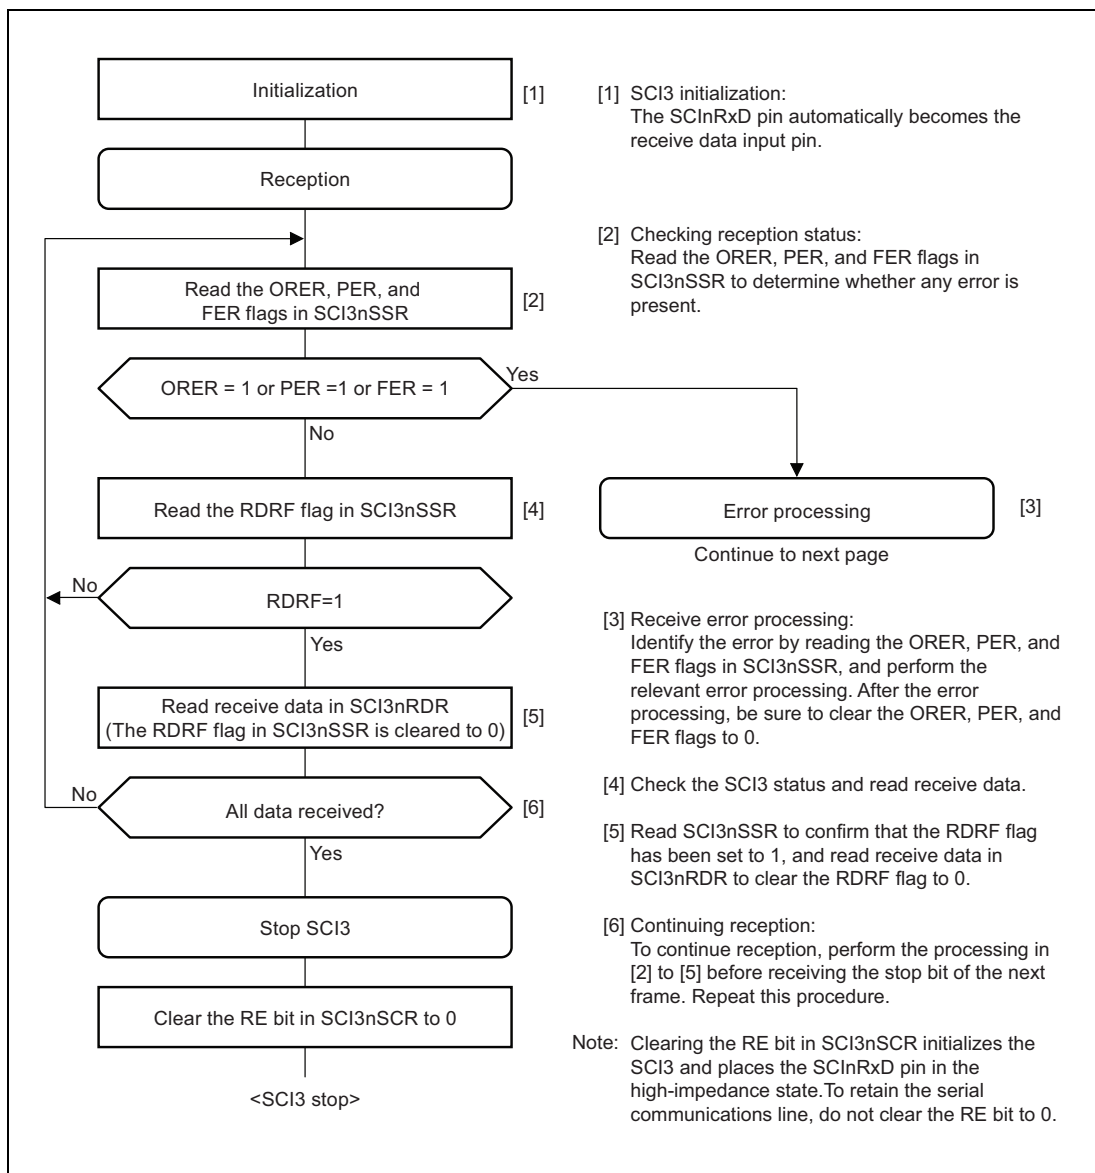 Initialization
[1]
[1] SCI3 initialization:
The SCInRxD pin automatically becomes the
receive data input pin.
Reception
[2] Checking reception status:
Read the ORER, PER, and FER flags in
SCI3nSSR to determine whether any error is
present.
Read the ORER, PER, and
FER flags in SCI3nSSR
[2]
ORER = 1 or PER =1 or FER = 1
Yes
No
Read the RDRF flag in SCI3nSSR
[4]
Error processing
[3]
Continue to next page
No
RDRF=1
Yes
[3] Receive error processing:
Identify the error by reading the ORER, PER, and
FER flags in SCI3nSSR, and perform the
relevant error processing. After the error
processing, be sure to clear the ORER, PER, and
FER flags to 0.
Read receive data in SCI3nRDR
(The RDRF flag in SCI3nSSR is cleared to 0)
[5]
[4] Check the SCI3 status and read receive data.
No
All data received?
[6]
Yes
[5] Read SCI3nSSR to confirm that the RDRF flag
has been set to 1, and read receive data in
SCI3nRDR to clear the RDRF flag to 0.
Stop SCI3
[6] Continuing reception:
To continue reception, perform the processing in
[2] to [5] before receiving the stop bit of the next
frame. Repeat this procedure.
Clear the RE bit in SCI3nSCR to 0
<SCI3 stop>
Note: Clearing the RE bit in SCI3nSCR initializes the
SCI3 and places the SCInRxD pin in the
high-impedance state.To retain the serial
communications line, do not clear the RE bit to 0.